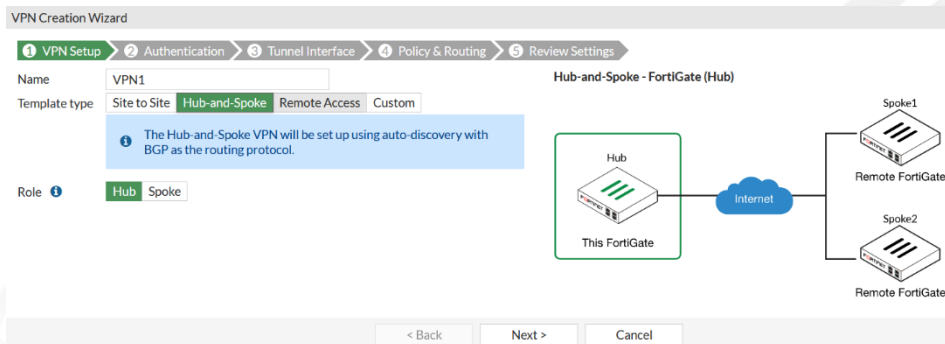 VPN Creation Wizard
1 VPN Setup 2 Authentication 3 Tunnel Interface 4 Policy & Routing 5 Review Settings
Name VPN1
Template type Site to Site Hub-and-Spoke Remote Access Custom
The Hub-and-Spoke VPN will be set up using auto-discovery with
BGP as the routing protocol.
Role Hub Spoke
Hub-and-Spoke - FortiGate (Hub)
Hub
This FortiGate
Internet
Spoke1
Remote FortiGate
Spoke2
Remote FortiGate
< Back Next > Cancel